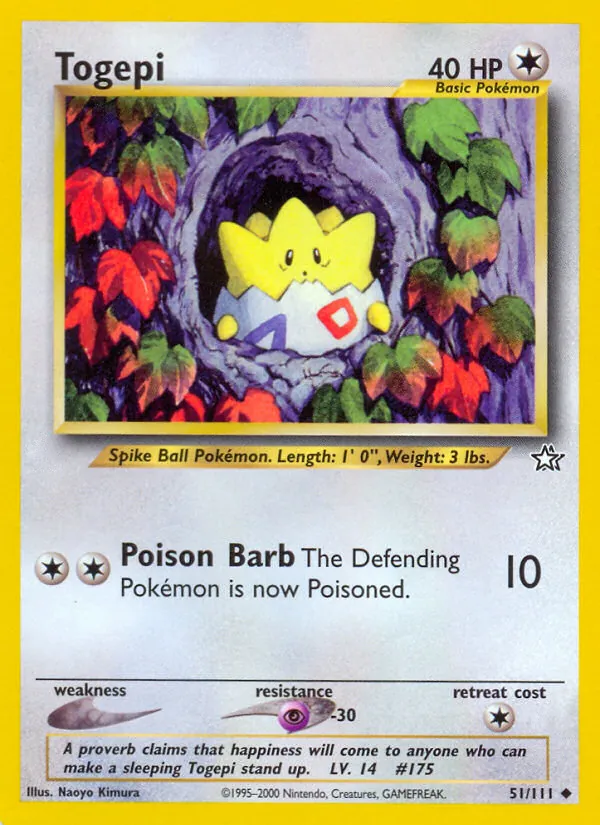 Togepi
40 HP
Basic Pokémon
Spike Ball Pokémon. Length: 1' 0", Weight: 3 lbs.
Poison Barb The Defending 10
Pokémon is now Poisoned.
weakness resistance retreat cost
-30
A proverb claims that happiness will come to anyone who can
make a sleeping Togepi stand up. LV. 14 #175
Illus. Naoyo Kimura ©1995-2000 Nintendo, Creatures, GAMEFREAK. 51/111